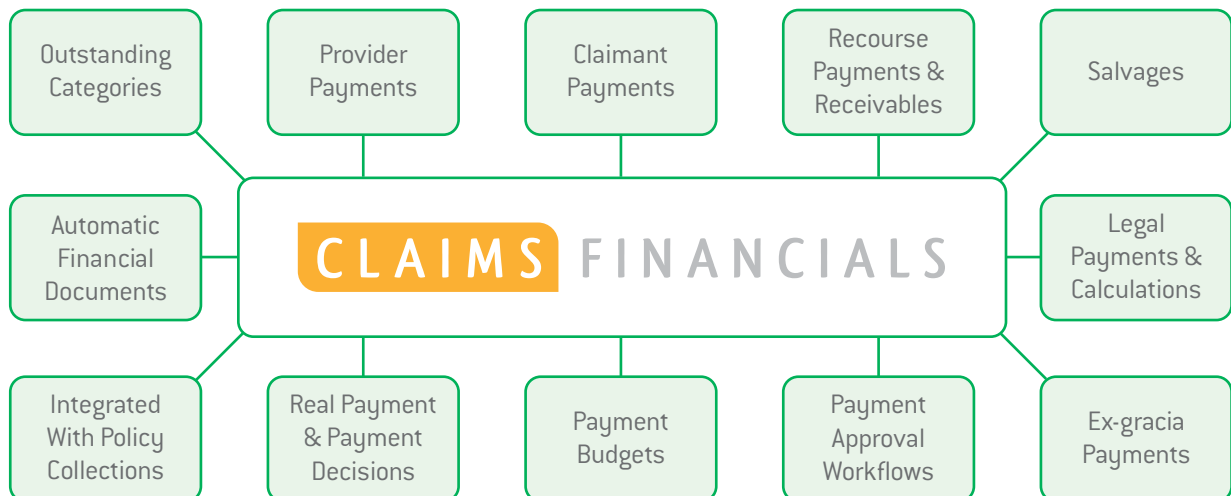 Outstanding
Categories
Provider
Payments
Claimant
Payments
Recourse
Payments &
Receivables
Salvages
Automatic
Financial
Documents
CLAIMS FINANCIALS
Legal
Payments &
Calculations
Integrated
With Policy
Collections
Real Payment
& Payment
Decisions
Payment
Budgets
Payment
Approval
Workflows
Ex-gracia
Payments